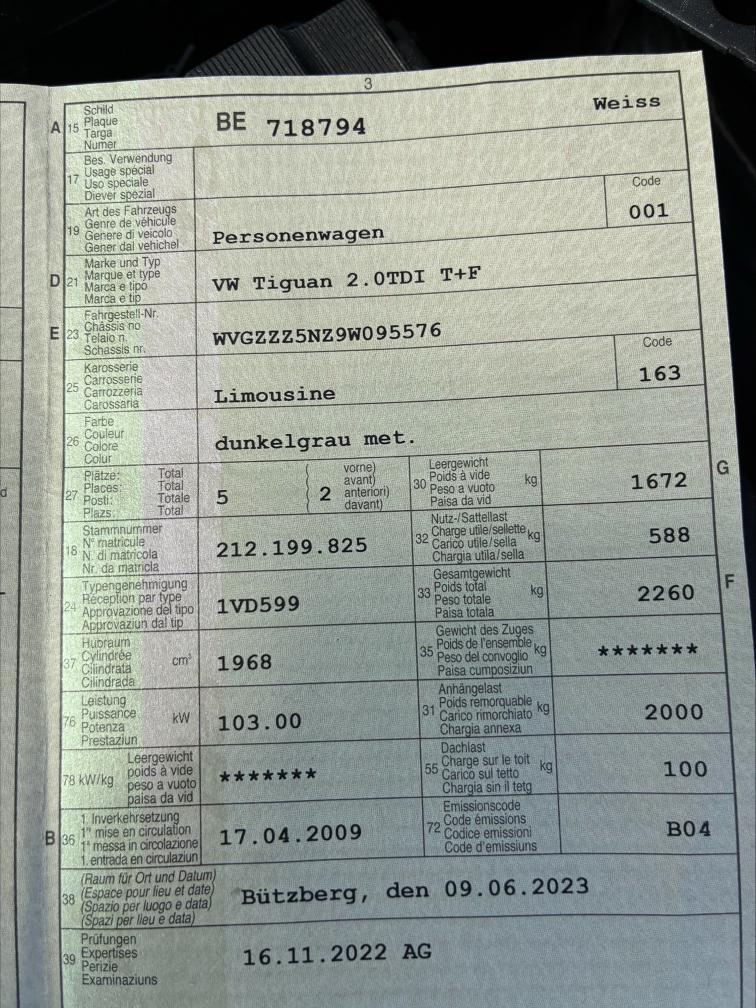 3
A 15 Schild Plaque Targa Numer BE 718794 Weiss
17 Bes. Verwendung Usage spécial Uso speciale Diever spezial
19 Art des Fahrzeugs Genre de véhicule Genere di veicolo Gener dal vehichel Personenwagen Code 001
D 21 Marke und Typ Marque et type Marca e tipo Marca e tip VW Tiguan 2.0TDI T+F
E 23 Fahrgestell-Nr. Châssis no Telaio n. Schassis nr. WVGZZZ5NZ9W095576
25 Karosserie Carrosserie Carrozzeria Carossaria Limousine Code 163
26 Farbe Couleur Colore Colur dunkelgrau met.
27 Plätze: Total Places: Total Posti: Totale Plazs: Total 5 2 vorne) avant) anteriori) davant) 30 Leergewicht Poids à vide Peso a vuoto Paisa da vid kg 1672 G
18 Stammnummer N° matricule N. di matricola Nr. da matricla 212.199.825 32 Nutz-/Sattellast Charge utile/sellette Carico utile/sella Chargia utila/sella kg 588
24 Typengenehmigung Réception par type Approvazione del tipo Approvaziun dal tip 1VD599 33 Gesamtgewicht Poids total Peso totale Paisa totala kg 2260 F
37 Hubraum Cylindrée Cilindrata Cilindrada cm³ 1968 35 Gewicht des Zuges Poids de l'ensemble Peso del convoglio Paisa cumposiziun kg *******
76 Leistung Puissance Potenza Prestaziun kW 103.00 31 Anhängelast Poids remorquable Carico rimorchiato Chargia annexa kg 2000
78 kW/kg Leergewicht poids à vide peso a vuoto paisa da vid ******* 55 Dachlast Charge sur le toit Carico sul tetto Chargia sin il tetg kg 100
B 36 1. Inverkehrsetzung 1re mise en circulation 1a messa in circolazione 1. entrada en circulaziun 17.04.2009 72 Emissionscode Code émissions Codice emissioni Code d'emissiuns B04
38 (Raum für Ort und Datum) (Espace pour lieu et date) (Spazio per luogo e data) (Spazi per lieu e data) Bützberg, den 09.06.2023
39 Prüfungen Expertises Perizie Examinaziuns 16.11.2022 AG